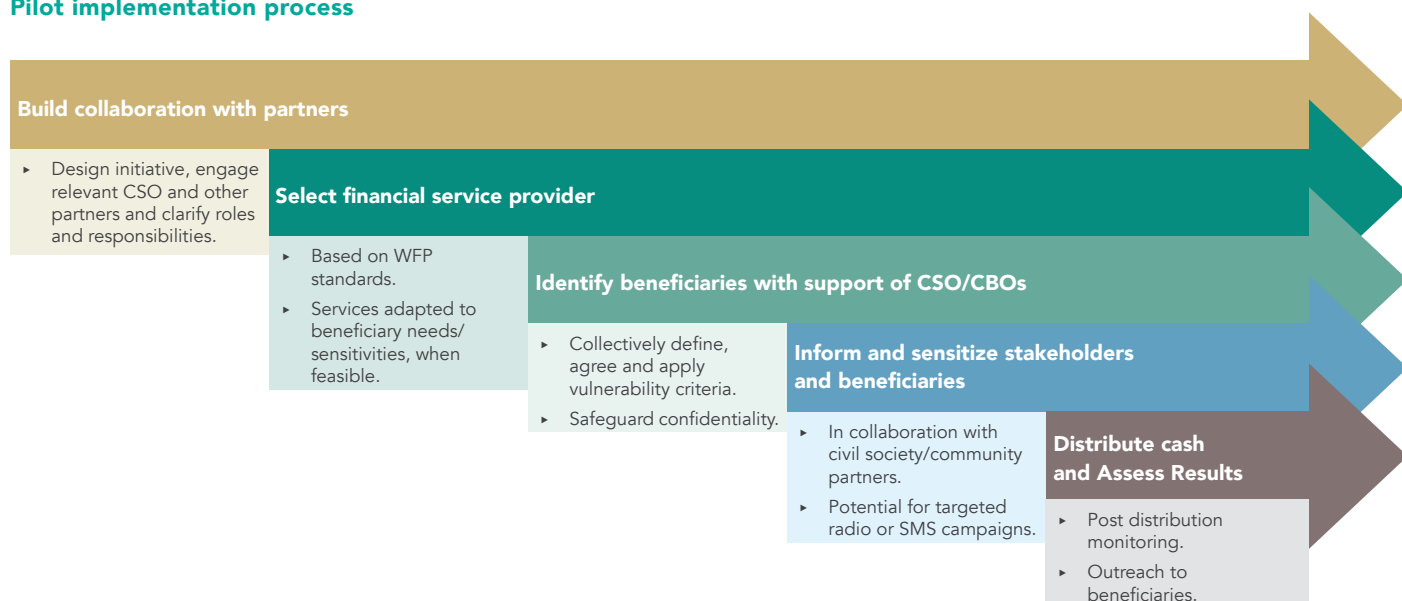 Pilot implementation process
Build collaboration with partners
▸ Design initiative, engage
relevant CSO and other
partners and clarify roles
and responsibilities.
Select financial service provider
▸ Based on WFP
standards.
▸ Services adapted to
beneficiary needs/
sensitivities, when
feasible.
Identify beneficiaries with support of CSO/CBOs
▸ Collectively define,
agree and apply
vulnerability criteria.
▸ Safeguard confidentiality.
Inform and sensitize stakeholders
and beneficiaries
▸ In collaboration with
civil society/community
partners.
▸ Potential for targeted
radio or SMS campaigns.
Distribute cash
and Assess Results
▸ Post distribution
monitoring.
▸ Outreach to
beneficiaries.